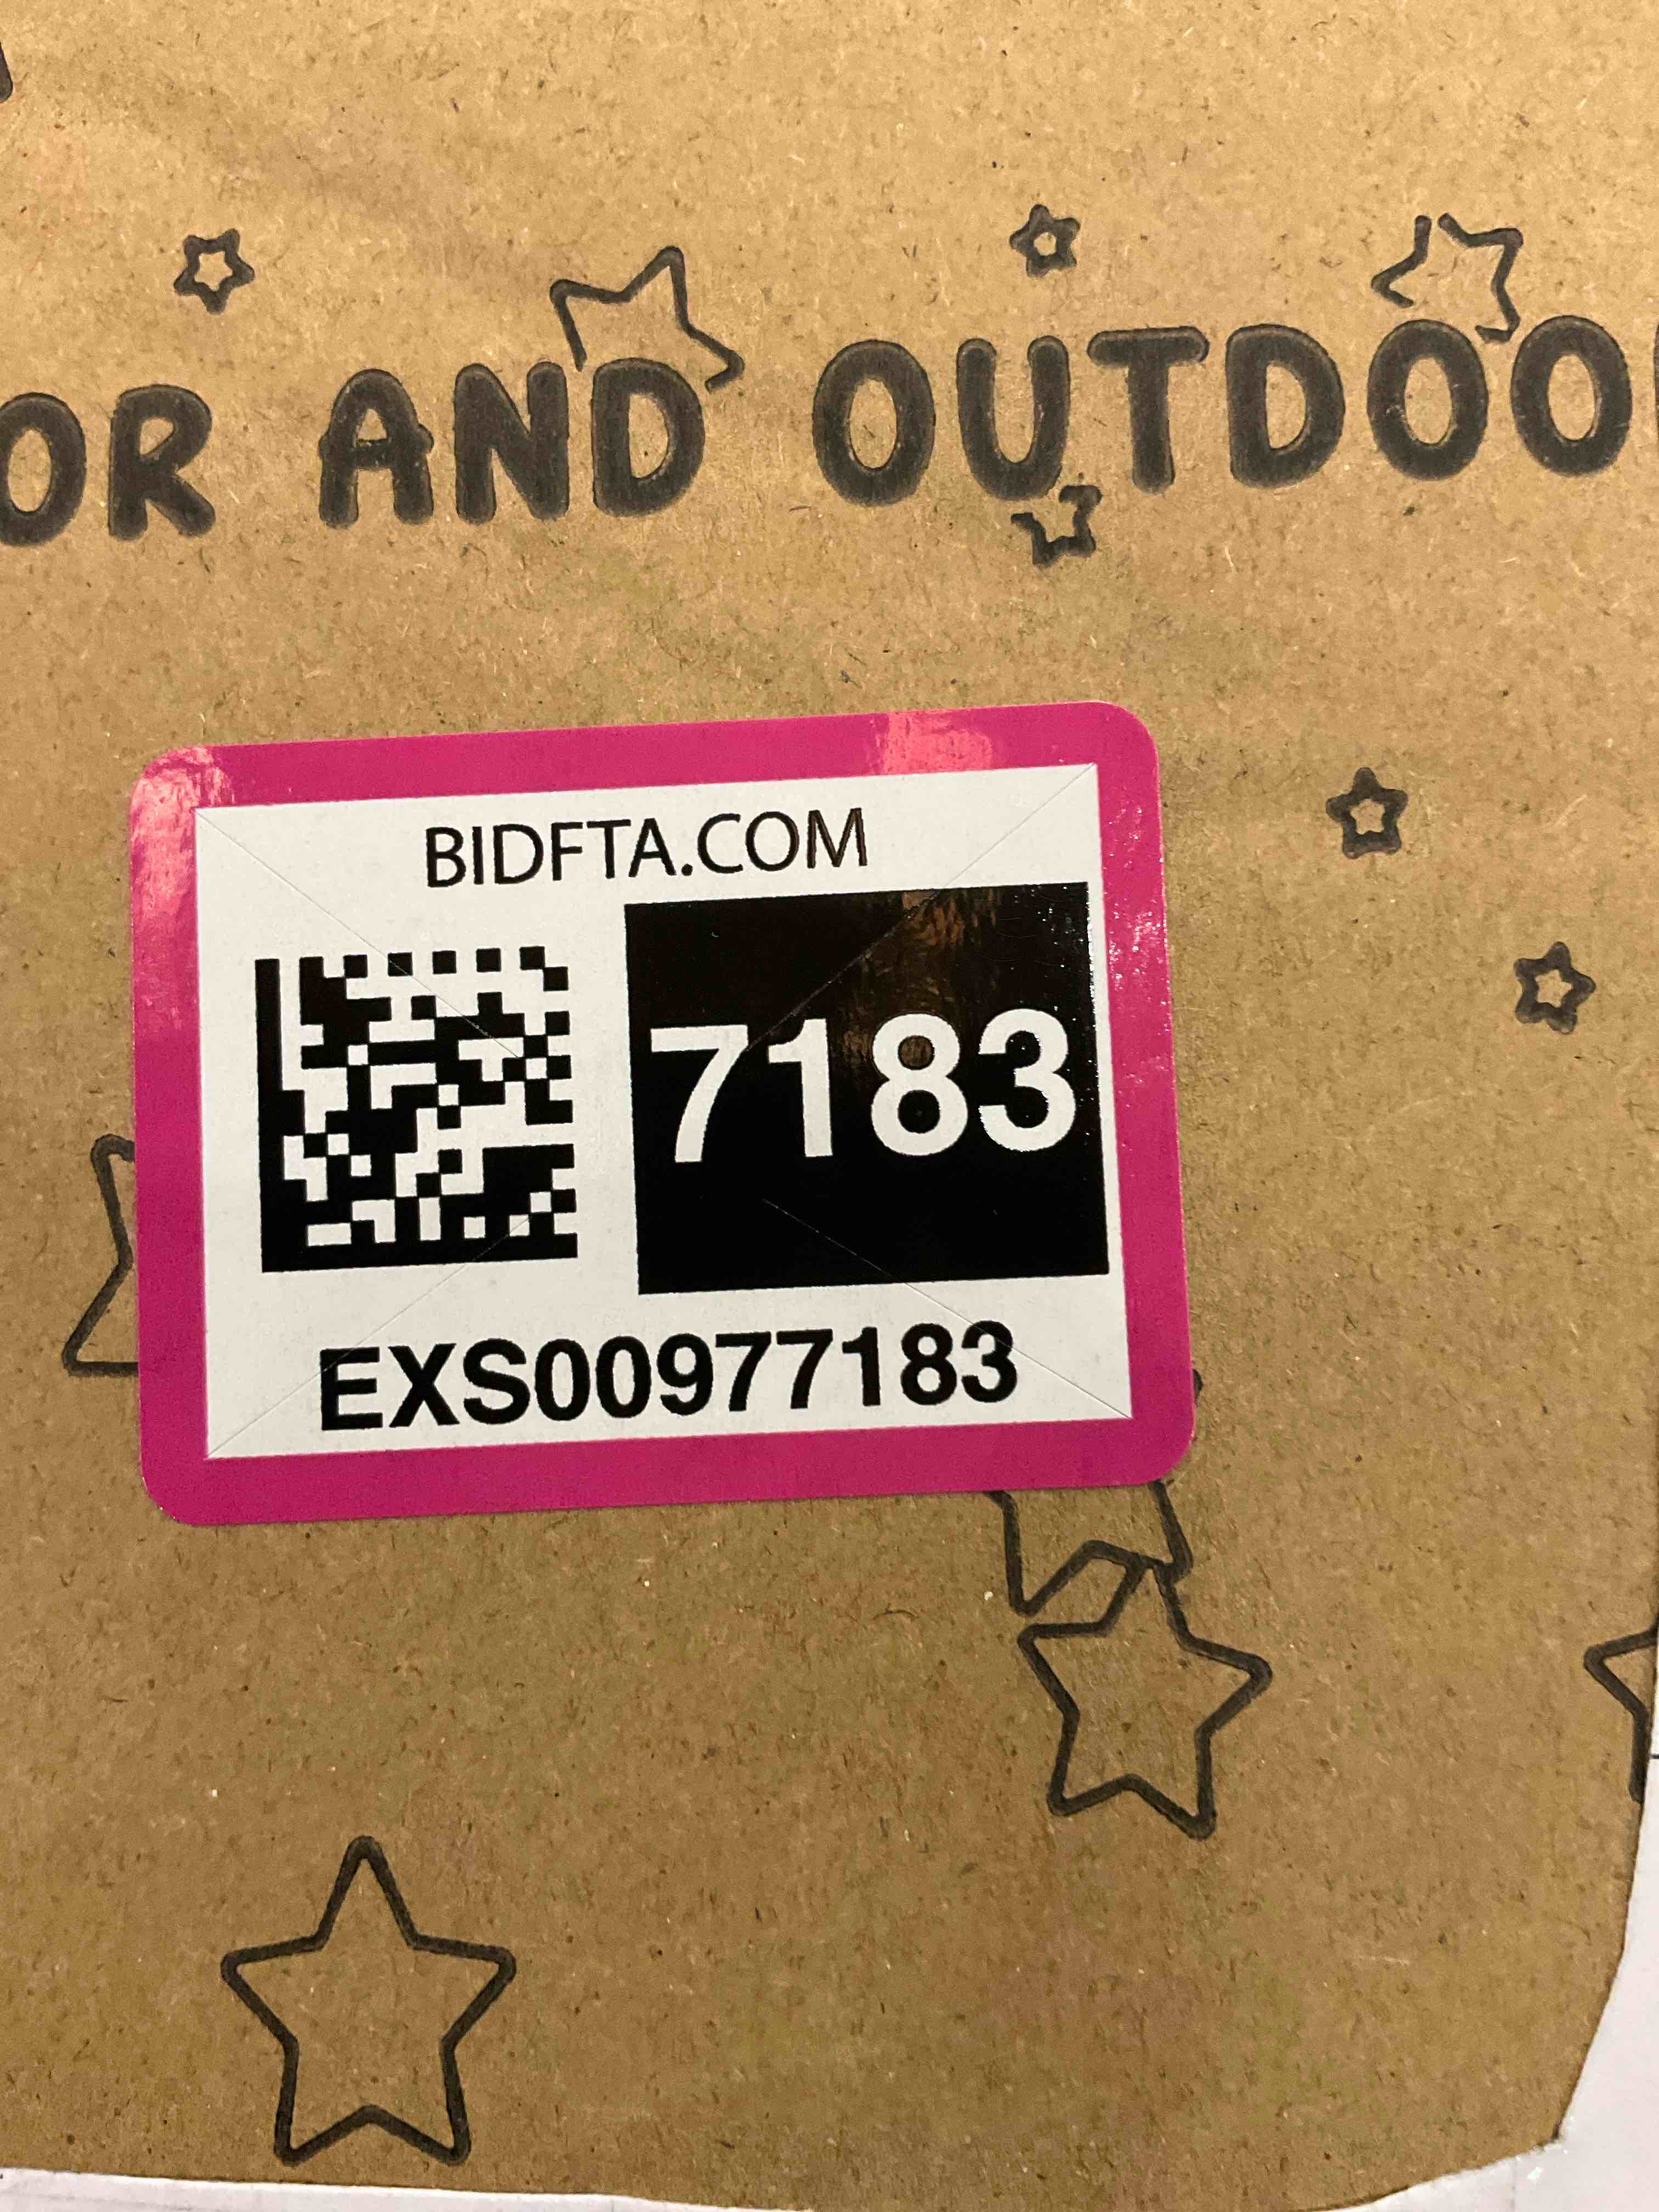 OR AND OUTDOO
BIDFTA.COM
7183
EXS00977183